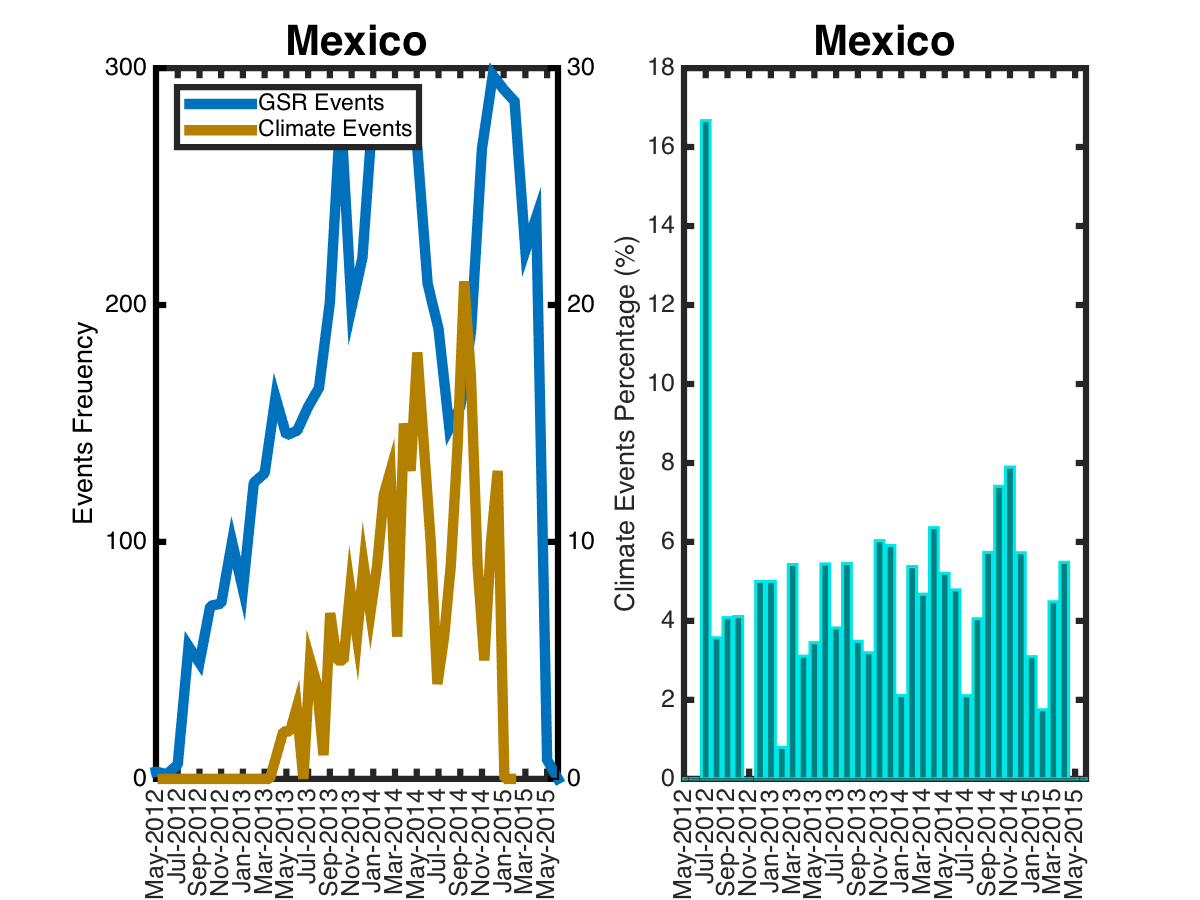 Mexico
300
200
100
0
30
20
10
0
GSR Events
Climate Events
Events Freuency
May-2012
Jul-2012
Sep-2012
Nov-2012
Jan-2013
Mar-2013
May-2013
Jul-2013
Sep-2013
Nov-2013
Jan-2014
Mar-2014
May-2014
Jul-2014
Sep-2014
Nov-2014
Jan-2015
Mar-2015
May-2015
Mexico
18
16
14
12
10
8
6
4
2
0
Climate Events Percentage (%)
May-2012
Jul-2012
Sep-2012
Nov-2012
Jan-2013
Mar-2013
May-2013
Jul-2013
Sep-2013
Nov-2013
Jan-2014
Mar-2014
May-2014
Jul-2014
Sep-2014
Nov-2014
Jan-2015
Mar-2015
May-2015